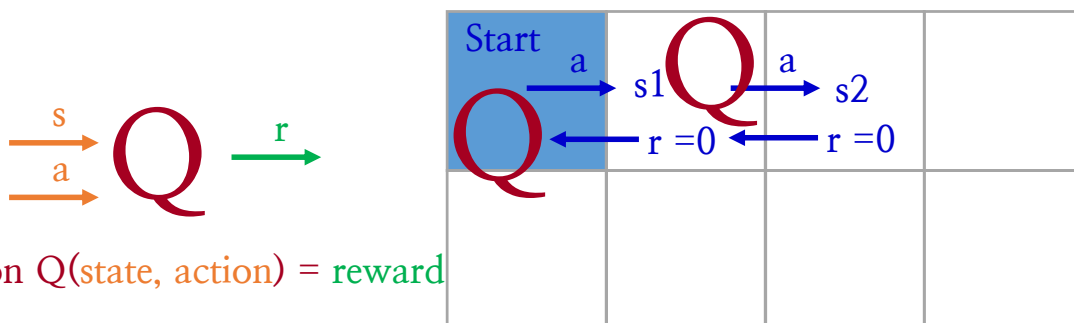 s
a
Q
r
on Q(state, action) = reward
Start
a
s1
Q
a
s2
Q
r =0
r =0